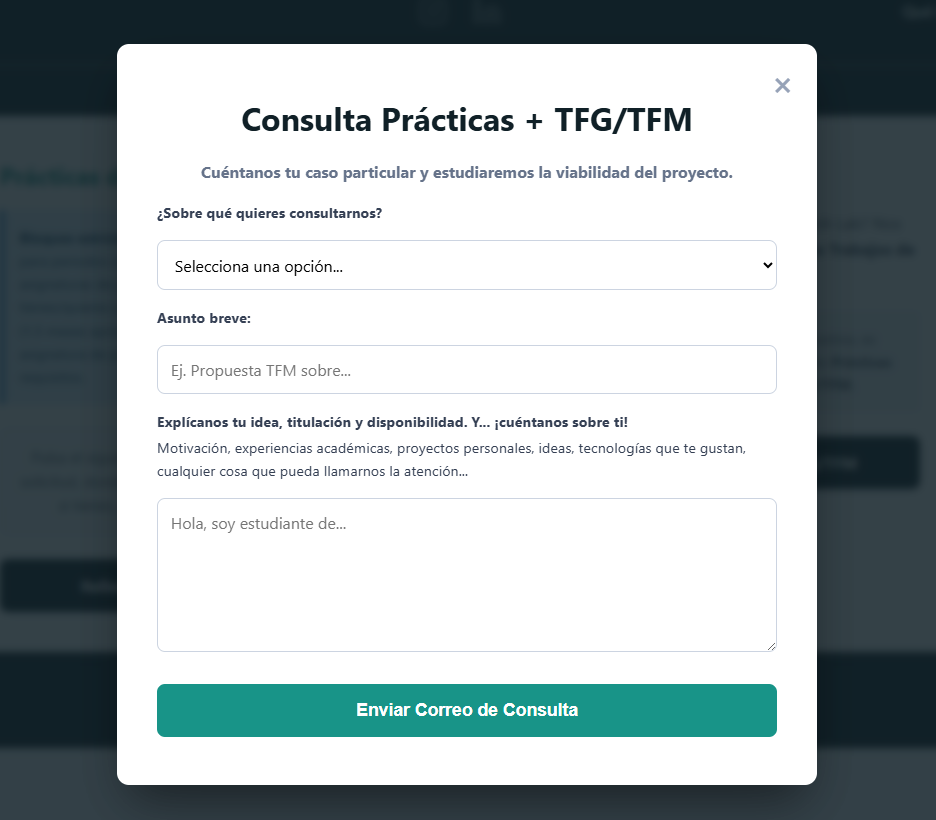 ×
Consulta Prácticas + TFG/TFM
Cuéntanos tu caso particular y estudiaremos la viabilidad del proyecto.
¿Sobre qué quieres consultarnos?
Selecciona una opción...
Asunto breve:
Ej. Propuesta TFM sobre...
Explícanos tu idea, titulación y disponibilidad. Y... ¡cuéntanos sobre ti!
Motivación, experiencias académicas, proyectos personales, ideas, tecnologías que te gustan,
cualquier cosa que pueda llamarnos la atención...
Hola, soy estudiante de...
Enviar Correo de Consulta